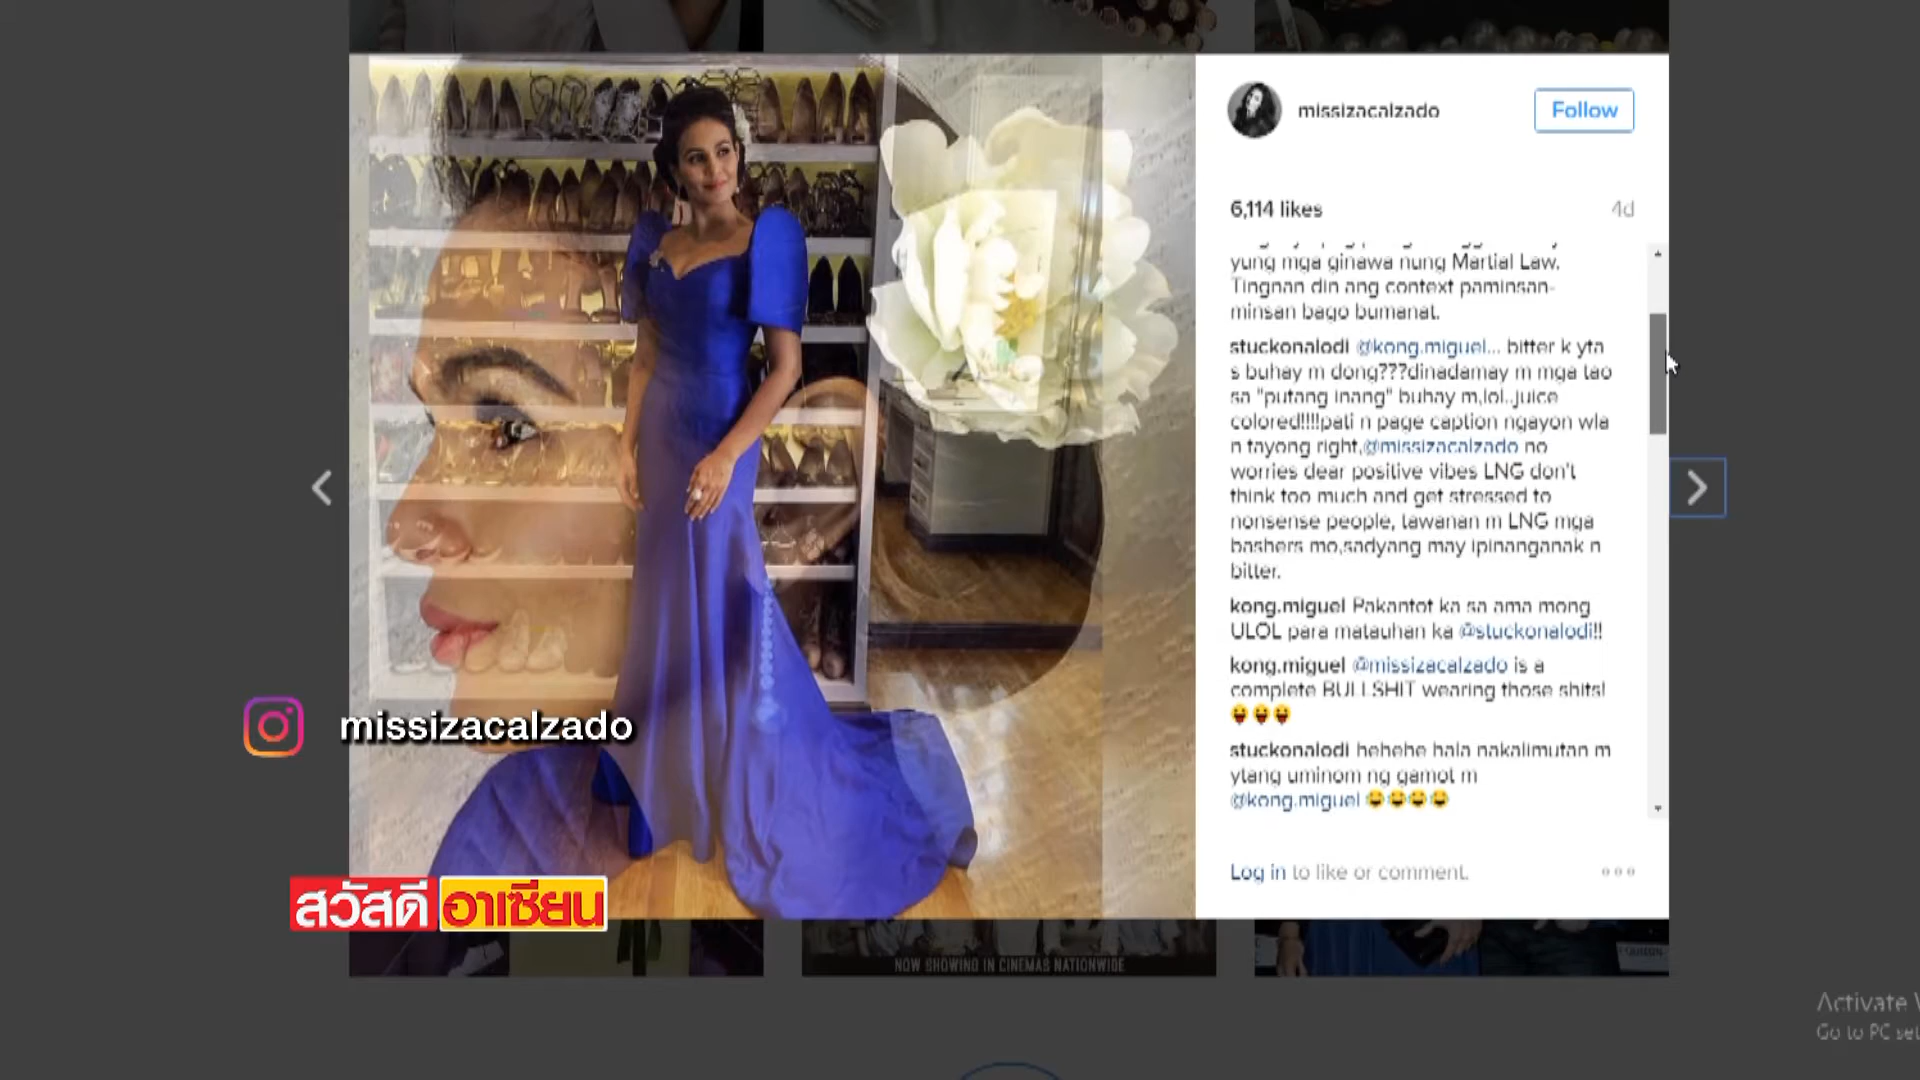 missizacalzado
Follow
6,114 likes
4d
yung mga ginawa nung Martial Law.
Tingnan din ang context paminsan-
minsan bago bumanat.
stuckonalodi @kong.miguel... bitter k yta
s buhay m dong???dinadamay m mga tao
sa "putang inang" buhay m,lol..juice
colored!!!!pati n page caption ngayon wla
n tayong right,@missizacalzado no
worries dear positive vibes LNG don't
think too much and get stressed to
nonsense people, tawanan m LNG mga
bashers mo,sadyang may ipinanganak n
bitter.
kong.miguel Pakantot ka sa ama mong
ULOL para matauhan ka @stuckonalodi!!
kong.miguel @missizacalzado is a
complete BULLSHIT wearing those shits!
😝😝😝
stuckonalodi hehehe hala nakalimutan m
ytang uminom ng gamot m
@kong.miguel 😂😂😂😂
Log in to like or comment.
missizacalzado
สวัสดี อาเซียน
NOW SHOWING IN CINEMAS NATIONWIDE
Activate
Go to PC